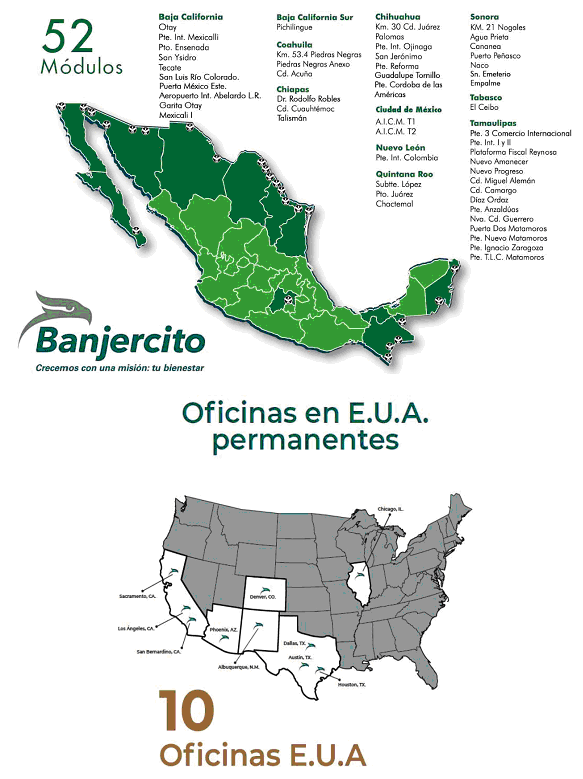 52
Módulos
Baja California
Otay
Pte. Int. Mexicalli
Pto. Ensenada
San Ysidro
Tecate
San Luis Río Colorado.
Puerta México Este.
Aeropuerto Int. Abelardo L.R.
Garita Otay
Mexicali I
Baja California Sur
Pichilingue
Coahuila
Km. 53.4 Piedras Negras
Piedras Negras Anexo
Cd. Acuña
Chiapas
Dr. Rodolfo Robles
Cd. Cuauhtémoc
Talismán
Chihuahua
Km. 30 Cd. Juárez
Palomas
Pte. Int. Ojinaga
San Jerónimo
Pte. Reforma
Guadalupe Tornillo
Pte. Cordoba de las
Américas
Ciudad de México
A.I.C.M. T1
A.I.C.M. T2
Nuevo León
Pte. Int. Colombia
Quintana Roo
Subtte. López
Pto. Juárez
Chactemal
Sonora
KM. 21 Nogales
Agua Prieta
Cananea
Puerto Peñasco
Naco
Sn. Emeterio
Empalme
Tabasco
El Ceibo
Tamaulipas
Pte. 3 Comercio Internacional
Pte. Int. I y II
Plataforma Fiscal Reynosa
Nuevo Amanecer
Nuevo Progreso
Cd. Miguel Alemán
Cd. Camargo
Díaz Ordaz
Pte. Anzaldúas
Nva. Cd. Guerrero
Puerta Dos Matamoros
Pte. Nuevo Matamoros
Pte. Ignacio Zaragoza
Pte. T.L.C. Matamoros
Banjercito
Crecemos con una misión: tu bienestar
Oficinas en E.U.A.
permanentes
Chicago, IL.
Sacramento, CA.
Denver, CO.
Los Ángeles, CA.
Phoenix, AZ.
San Bernardino, CA.
Albuquerque, N.M.
Dallas, TX.
Austin, TX.
Houston, TX.
10
Oficinas E.U.A